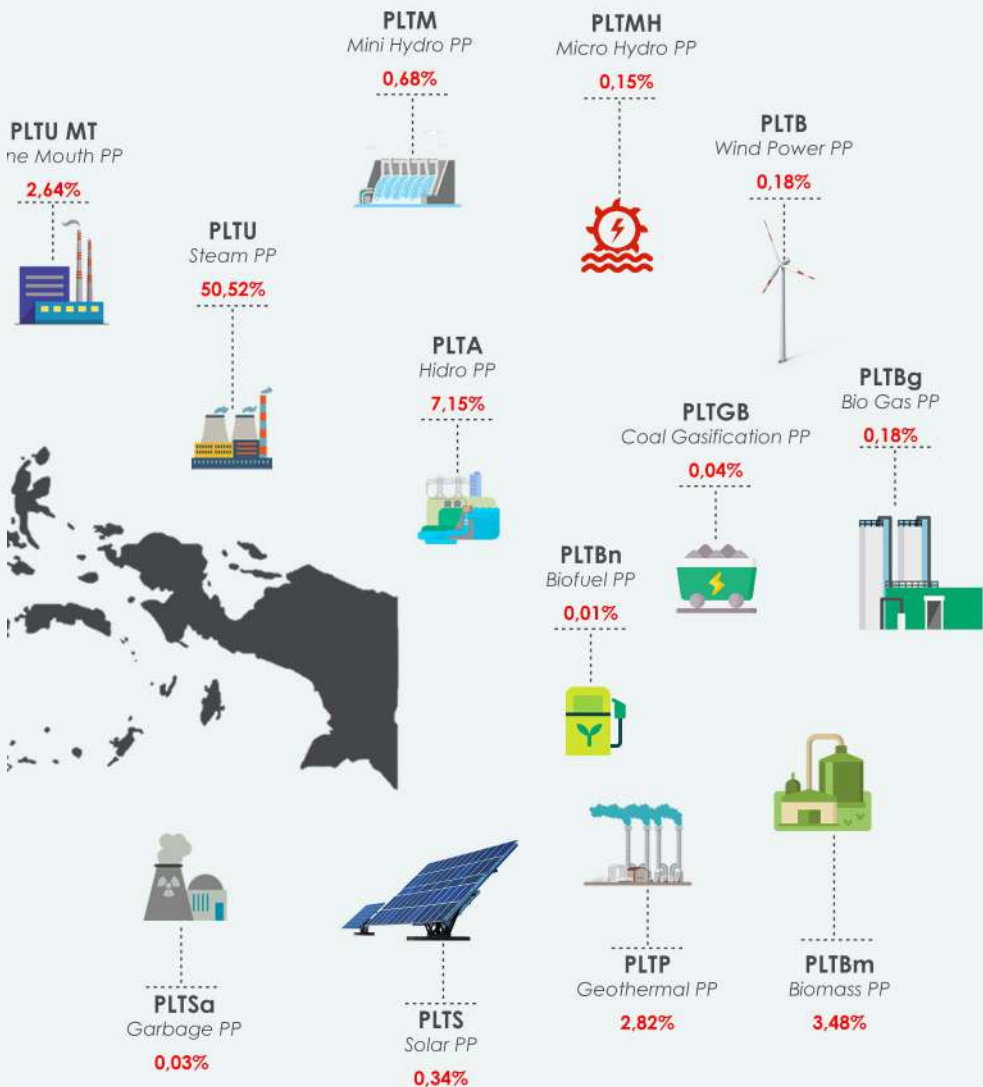 PLTM
Mini Hydro PP
0,68%
PLTMH
Micro Hydro PP
0,15%
PLTU MT
ne Mouth PP
2,64%
PLTB
Wind Power PP
0,18%
PLTU
Steam PP
50,52%
PLTA
Hidro PP
7,15%
PLTGB
Coal Gasification PP
0,04%
PLTBg
Bio Gas PP
0,18%
PLTBn
Biofuel PP
0,01%
PLTSa
Garbage PP
0,03%
PLTS
Solar PP
0,34%
PLTP
Geothermal PP
2,82%
PLTBm
Biomass PP
3,48%